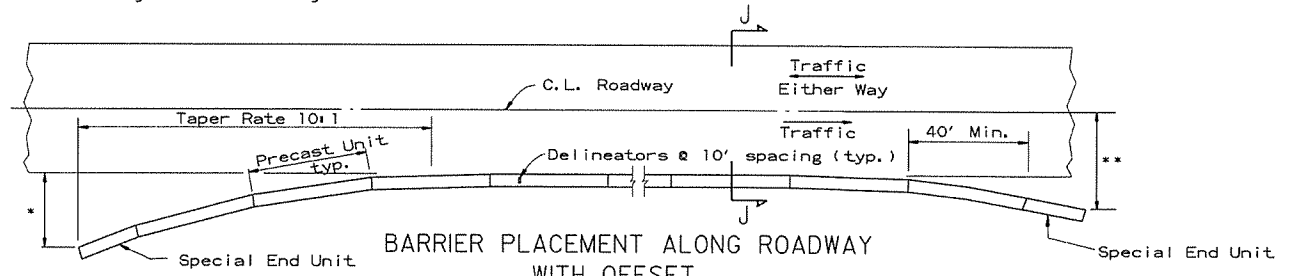 J
Traffic
Either Way
C.L. Roadway
Taper Rate 10:1
Traffic
40' Min.
Precast Unit
typ.
Delineators @ 10' spacing (typ.)
*
**
J
BARRIER PLACEMENT ALONG ROADWAY
Special End Unit
Special End Unit
WITH OFFSET